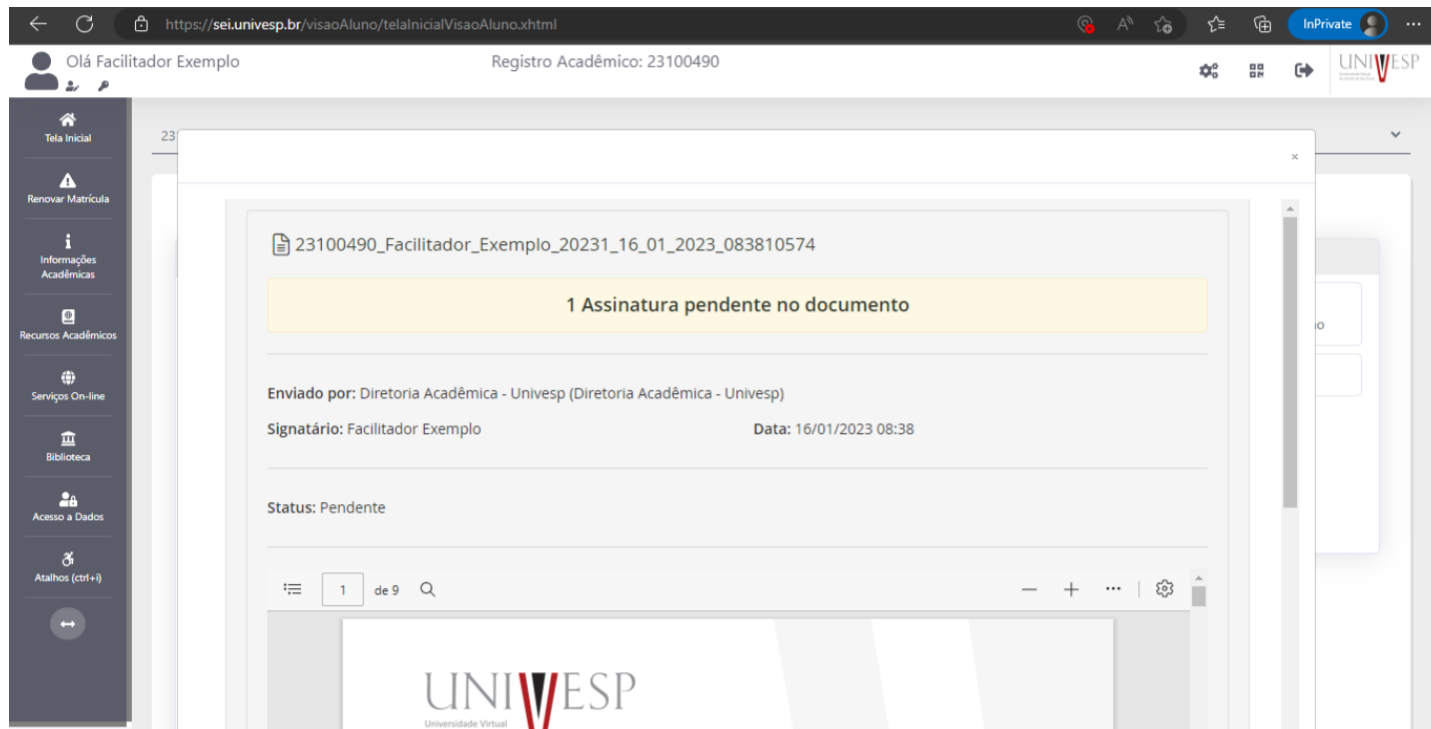 https://sei.univesp.br/visaoAluno/telaInicialVisaoAluno.xhtml
InPrivate
Olá Facilitador Exemplo
Registro Acadêmico: 23100490
UNIVESP
Tela Inicial
Renovar Matrícula
Informações
Acadêmicas
Recursos Acadêmicos
Serviços On-line
Biblioteca
Acesso a Dados
Atalhos (ctrl+i)
23
×
23100490_Facilitador_Exemplo_20231_16_01_2023_083810574
1 Assinatura pendente no documento
Enviado por: Diretoria Acadêmica - Univesp (Diretoria Acadêmica - Univesp)
Signatário: Facilitador Exemplo Data: 16/01/2023 08:38
Status: Pendente
1 de 9
UNIVESP
Universidade Virtual